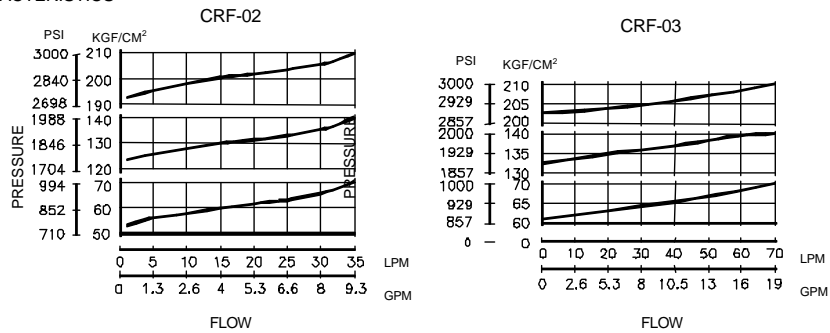 CRF-02
PSI KGF/CM²
3000 210
2840 200
2698 190
1988 140
1846 130
1704 120
994 70
852 60
710 50
PRESSURE
0 5 10 15 20 25 30 35 LPM
0 1.3 2.6 4 5.3 6.6 8 9.3 GPM
FLOW
CRF-03
PSI KGF/CM²
3000 210
2929 205
2857 200
2000 140
1929 135
1857 130
1000 70
929 65
857 60
0 0
PRESSURE
0 10 20 30 40 50 60 70 LPM
0 2.6 5.3 8 10.5 13 16 19 GPM
FLOW